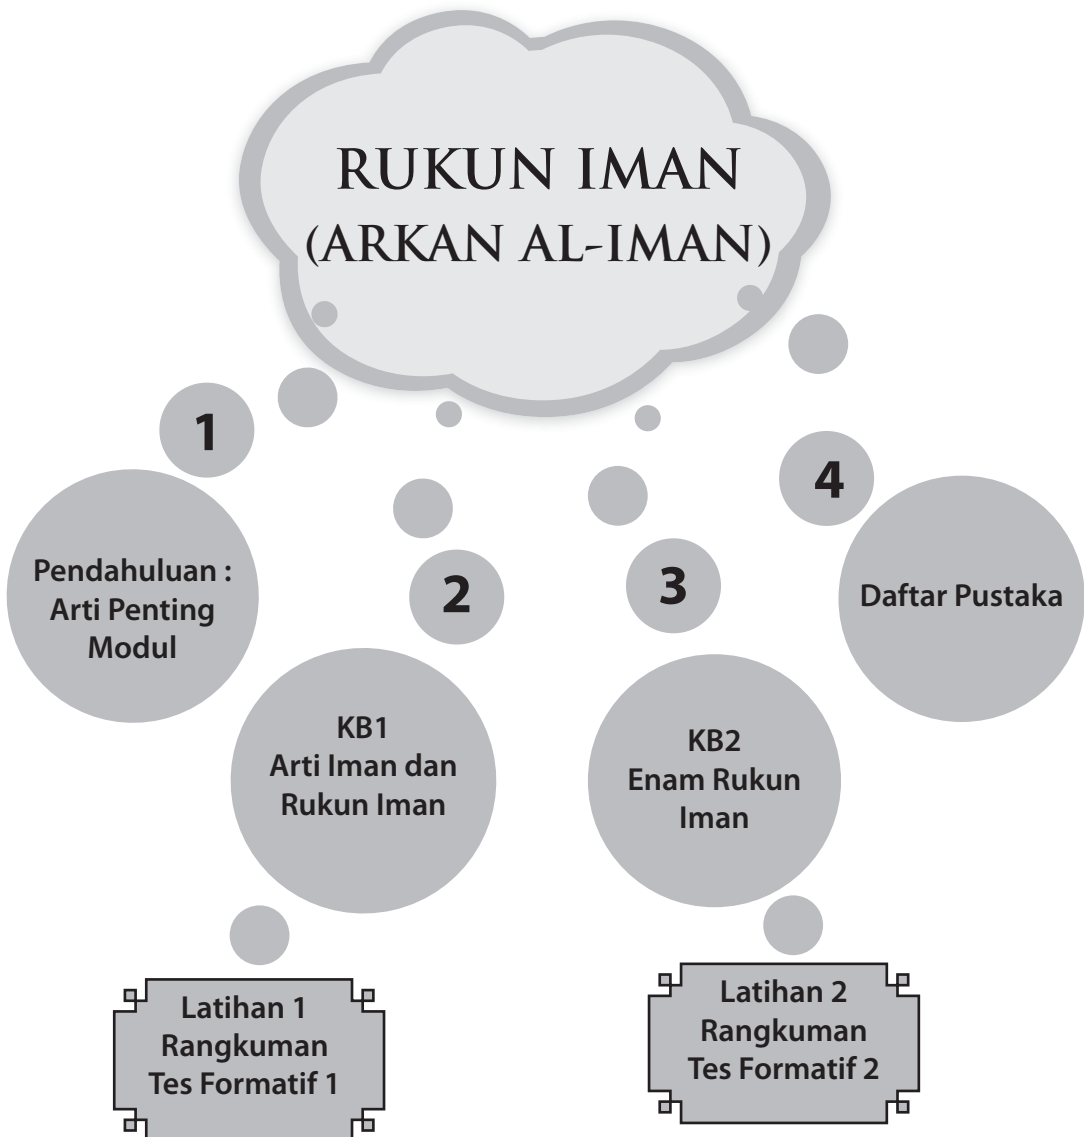 RUKUN IMAN
(ARKAN AL-IMAN)
1
Pendahuluan :
Arti Penting
Modul
2
KB1
Arti Iman dan
Rukun Iman
Latihan 1
Rangkuman
Tes Formatif 1
3
KB2
Enam Rukun
Iman
Latihan 2
Rangkuman
Tes Formatif 2
4
Daftar Pustaka